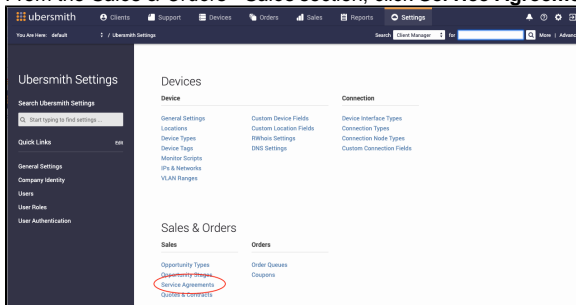 From the Sales & Orders - Sales section, click Service Agreeme
ubersmith Clients Support Devices Orders Sales Reports Settings
You Are Here: default / Ubersmith Settings Search Client Manager for More | Advanc
Ubersmith Settings
Search Ubersmith Settings
Start typing to find settings ...
Quick Links Edit
General Settings
Company Identity
Users
User Roles
User Authentication
Devices
Device Connection
General Settings Custom Device Fields Device Interface Types
Locations Custom Location Fields Connection Types
Device Types RWhois Settings Connection Node Types
Device Tags DNS Settings Custom Connection Fields
Monitor Scripts
IPs & Networks
VLAN Ranges
Sales & Orders
Sales Orders
Opportunity Types Order Queues
Opportunity Stages Coupons
Service Agreements
Quotes & Contracts